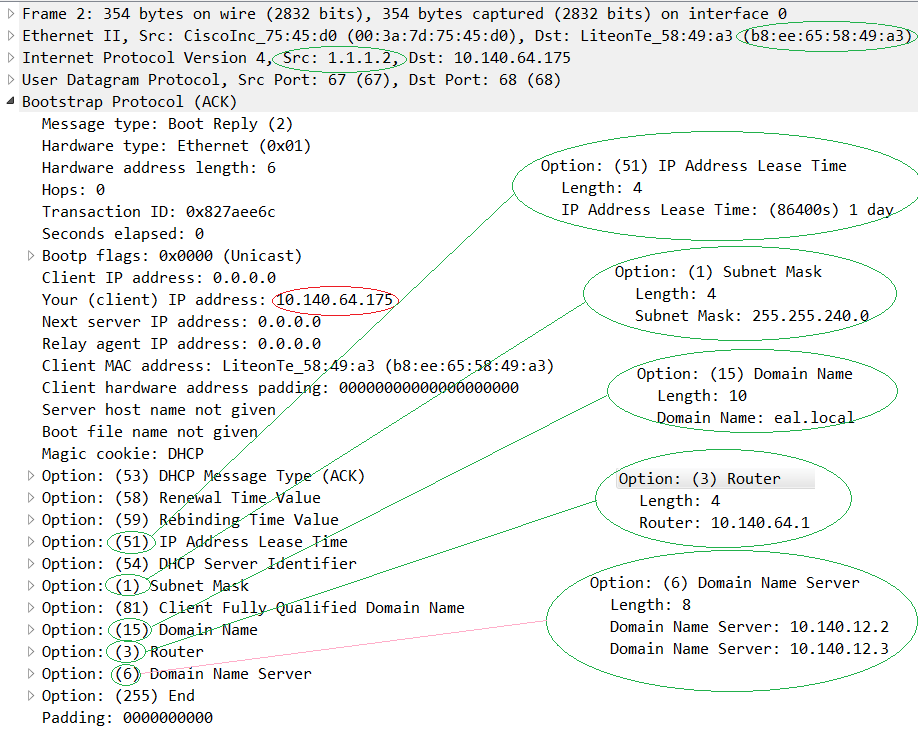 Frame 2: 354 bytes on wire (2832 bits), 354 bytes captured (2832 bits) on interface 0
Ethernet II, Src: CiscoInc_75:45:d0 (00:3a:7d:75:45:d0), Dst: LiteonTe_58:49:a3 (b8:ee:65:58:49:a3)
Internet Protocol Version 4, Src: 1.1.1.2, Dst: 10.140.64.175
User Datagram Protocol, Src Port: 67 (67), Dst Port: 68 (68)
Bootstrap Protocol (ACK)
Message type: Boot Reply (2)
Hardware type: Ethernet (0x01)
Hardware address length: 6
Hops: 0
Transaction ID: 0x827aee6c
Seconds elapsed: 0
Bootp flags: 0x0000 (Unicast)
Client IP address: 0.0.0.0
Your (client) IP address: 10.140.64.175
Next server IP address: 0.0.0.0
Relay agent IP address: 0.0.0.0
Client MAC address: LiteonTe_58:49:a3 (b8:ee:65:58:49:a3)
Client hardware address padding: 00000000000000000000
Server host name not given
Boot file name not given
Magic cookie: DHCP
Option: (53) DHCP Message Type (ACK)
Option: (58) Renewal Time Value
Option: (59) Rebinding Time Value
Option: (51) IP Address Lease Time
Option: (54) DHCP Server Identifier
Option: (1) Subnet Mask
Option: (81) Client Fully Qualified Domain Name
Option: (15) Domain Name
Option: (3) Router
Option: (6) Domain Name Server
Option: (255) End
Padding: 0000000000
Option: (51) IP Address Lease Time
Length: 4
IP Address Lease Time: (86400s) 1 day
Option: (1) Subnet Mask
Length: 4
Subnet Mask: 255.255.240.0
Option: (15) Domain Name
Length: 10
Domain Name: eal.local
Option: (3) Router
Length: 4
Router: 10.140.64.1
Option: (6) Domain Name Server
Length: 8
Domain Name Server: 10.140.12.2
Domain Name Server: 10.140.12.3